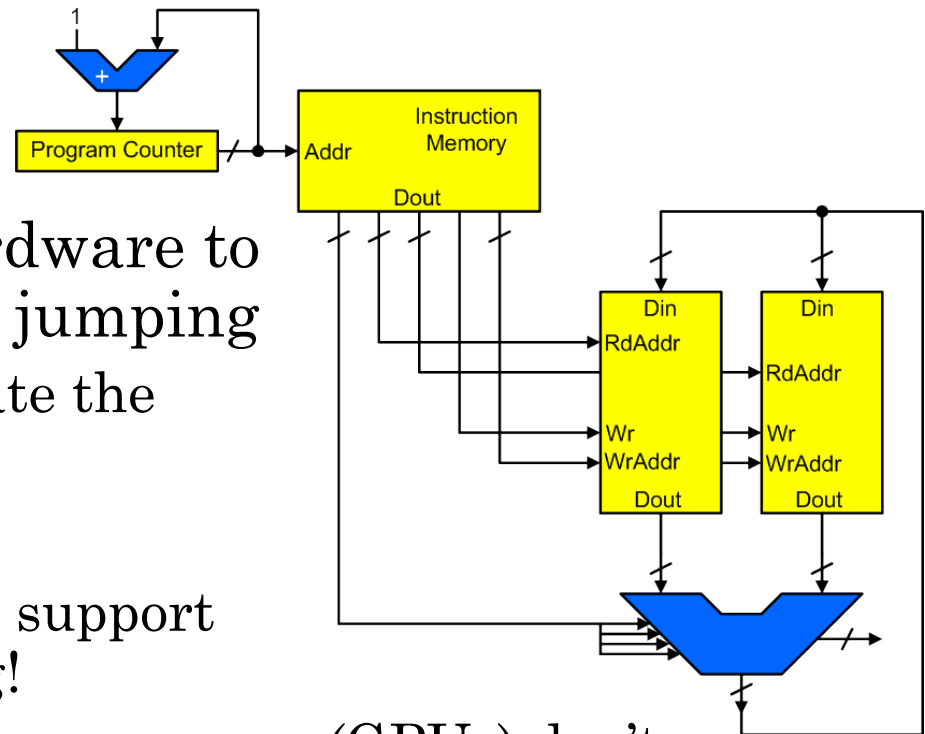 1
+
Program Counter
Addr
Instruction
Memory
Dout
dware to
jumping
te the
support
!
Din
RdAddr
Wr
WrAddr
Dout
Din
RdAddr
Wr
WrAddr
Dout